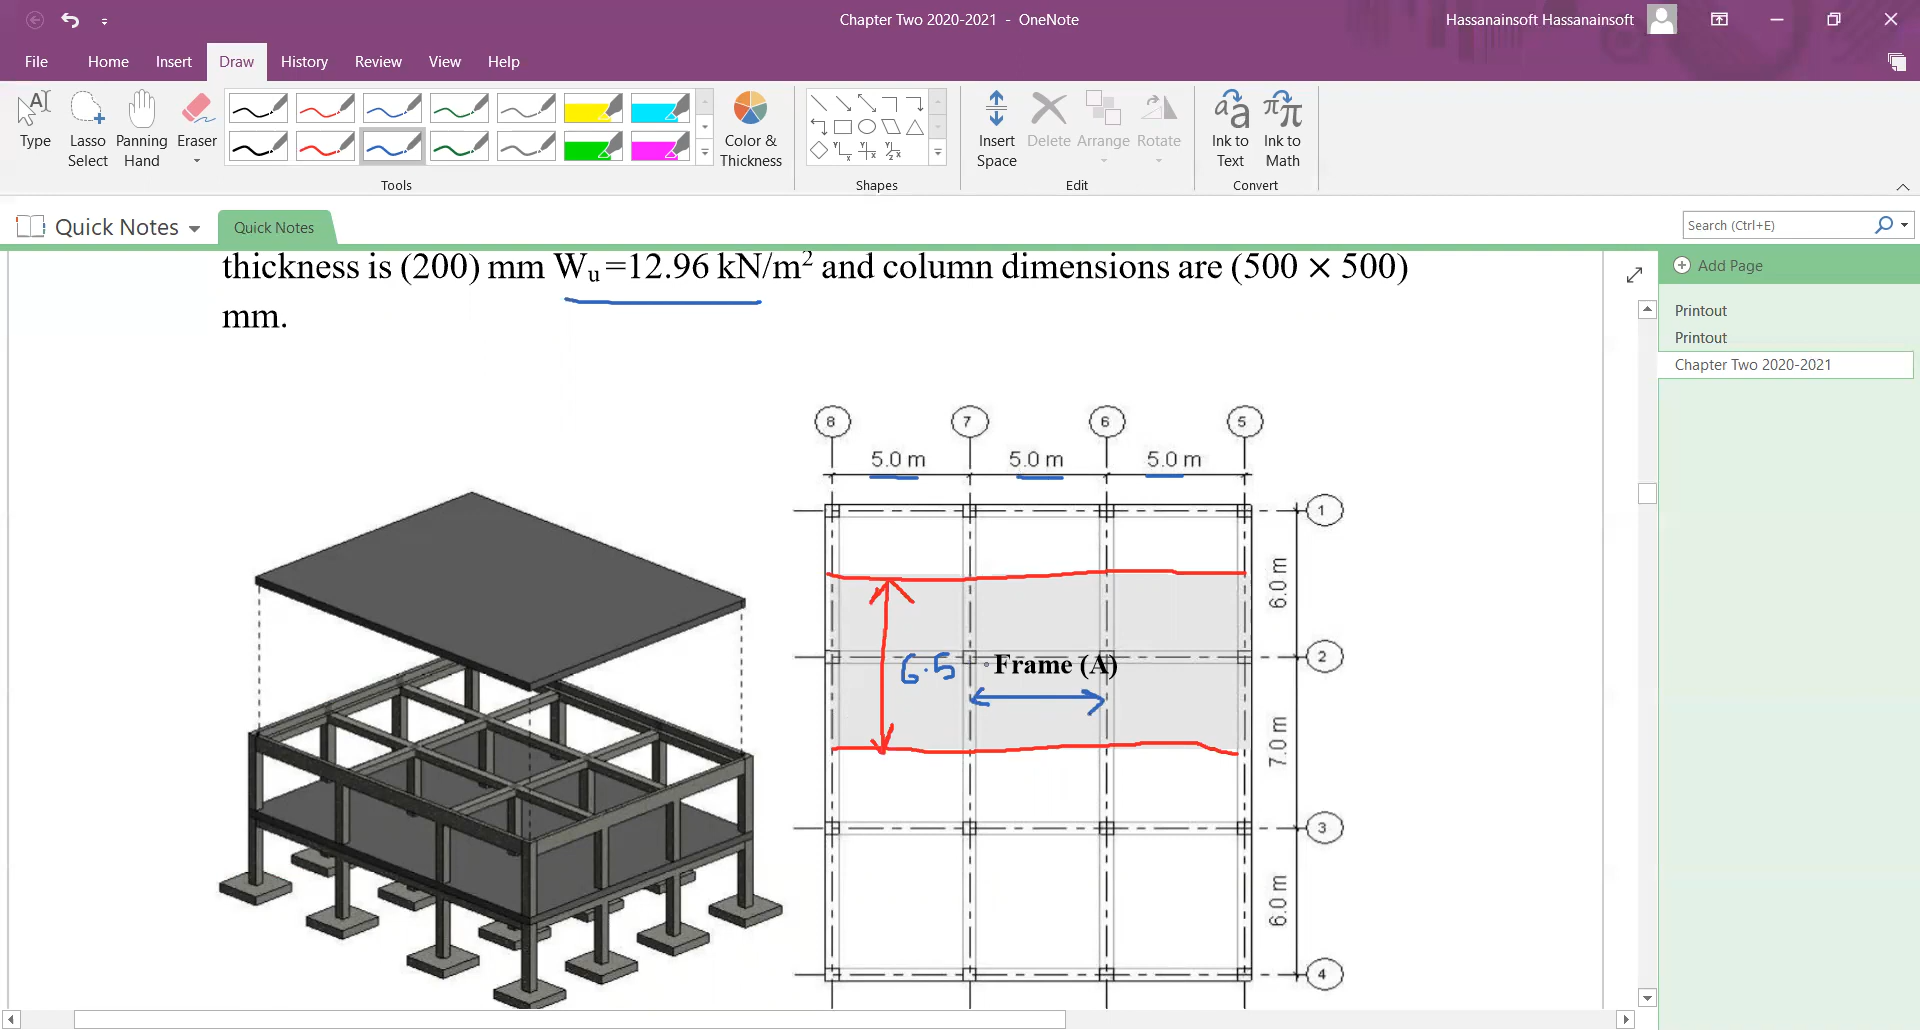 Chapter Two 2020-2021 - OneNote
Hassanainsoft Hassanainsoft
File Home Insert Draw History Review View Help
Type
Lasso Select
Panning Hand
Eraser
Color & Thickness
Insert Space
Delete
Arrange
Rotate
Ink to Text
Ink to Math
Tools
Shapes
Edit
Convert
Quick Notes
Quick Notes
Search (Ctrl+E)
Add Page
Printout
Printout
Chapter Two 2020-2021
thickness is (200) mm Wu=12.96 kN/m² and column dimensions are (500 × 500)
mm.
8 7 6 5
5.0 m 5.0 m 5.0 m
1
6.0 m
2
6.5 Frame (A)
7.0 m
3
6.0 m
4